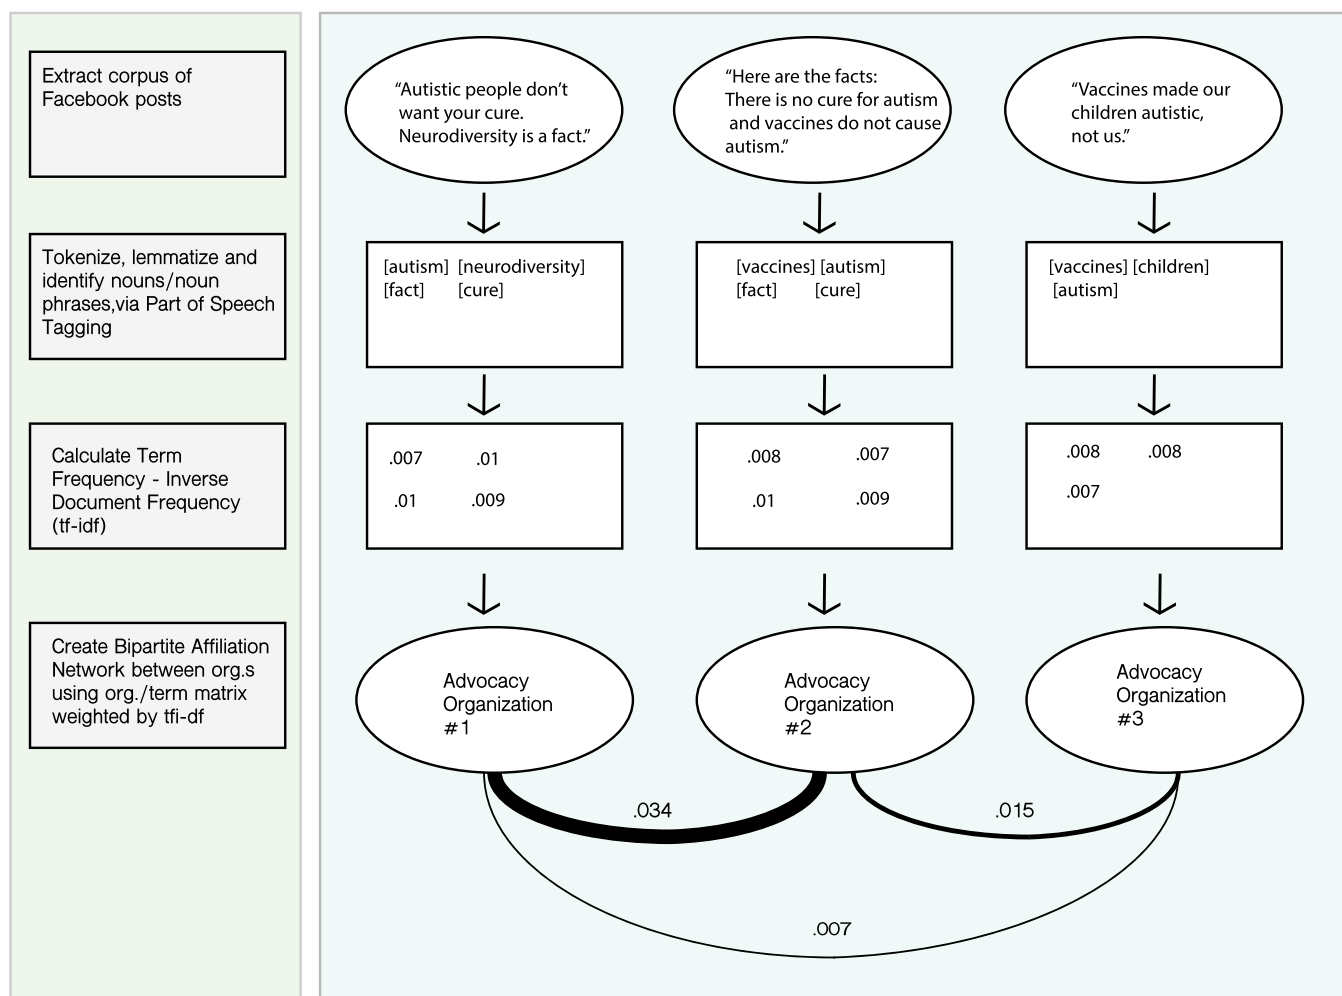 Extract corpus of
Facebook posts
“Autistic people don’t
want your cure.
Neurodiversity is a fact.”
“Here are the facts:
There is no cure for autism
and vaccines do not cause
autism.”
“Vaccines made our
children autistic,
not us.”
Tokenize, lemmatize and
identify nouns/noun
phrases,via Part of Speech
Tagging
[autism] [neurodiversity]
[fact] [cure]
[vaccines] [autism]
[fact] [cure]
[vaccines] [children]
[autism]
Calculate Term
Frequency - Inverse
Document Frequency
(tf-idf)
.007 .01
.01 .009
.008 .007
.01 .009
.008 .008
.007
Create Bipartite Affiliation
Network between org.s
using org./term matrix
weighted by tfi-df
Advocacy
Organization
#1
Advocacy
Organization
#2
Advocacy
Organization
#3
.034
.015
.007